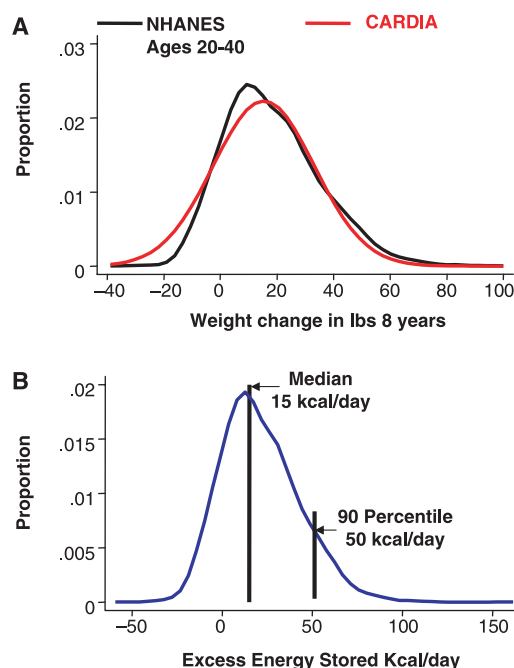 A
NHANES
Ages 20-40
CARDIA
Proportion
.03
.02
.01
0
−40 −20 0 20 40 60 80 100
Weight change in lbs 8 years
B
Median
15 kcal/day
90 Percentile
50 kcal/day
Proportion
.02
.015
.01
.005
0
−50 0 50 100 150
Excess Energy Stored Kcal/day